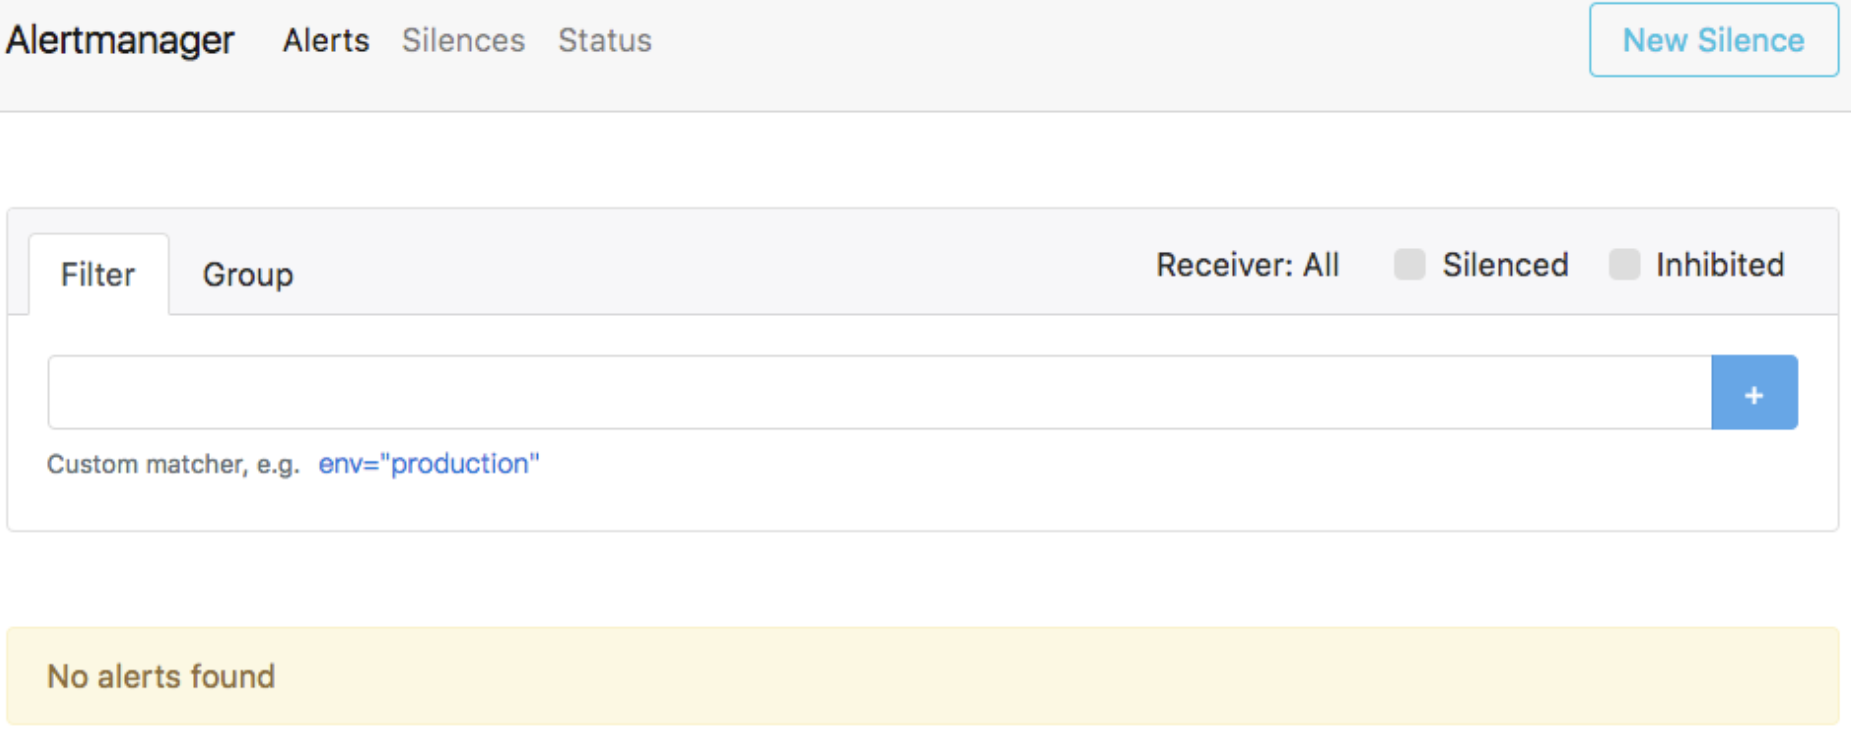 Alertmanager Alerts Silences Status New Silence
Filter Group Receiver: All Silenced Inhibited
+
Custom matcher, e.g. env="production"
No alerts found